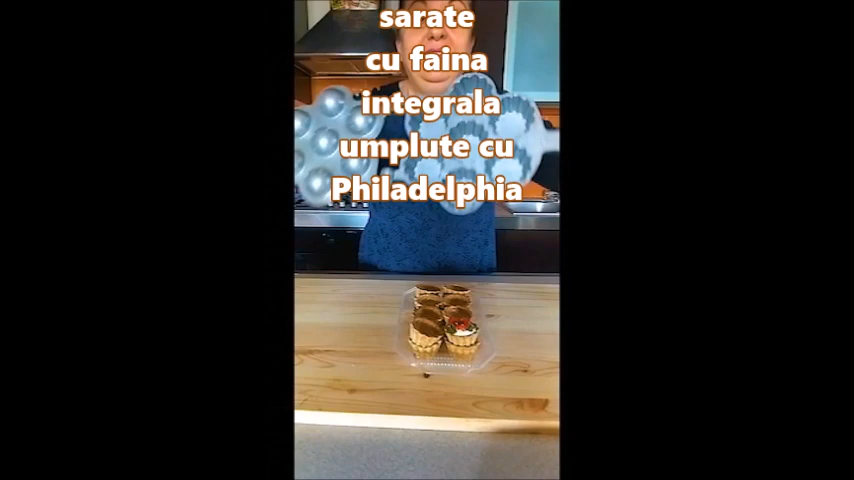 sarate
cu faina
integrala
umplute cu
Philadelphia